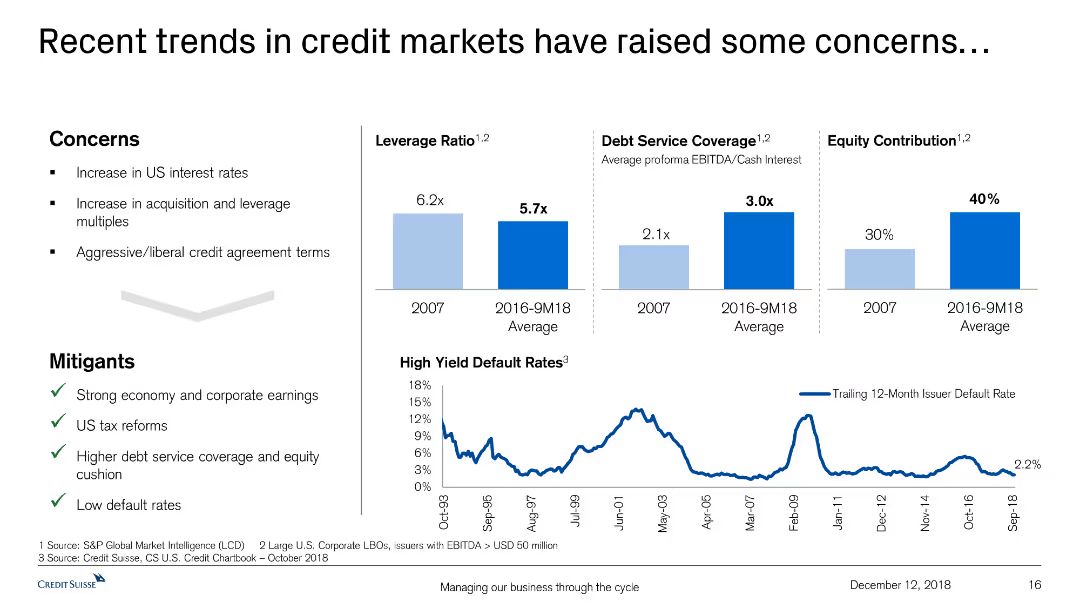 Recent trends in credit markets have raised some concerns…
Concerns
▪ Increase in US interest rates
▪ Increase in acquisition and leverage
multiples
▪ Aggressive/liberal credit agreement terms
Mitigants
✓ Strong economy and corporate earnings
✓ US tax reforms
✓ Higher debt service coverage and equity
cushion
✓ Low default rates
Leverage Ratio1,2
6.2x
5.7x
2007
2016-9M18
Average
Debt Service Coverage1,2
Average proforma EBITDA/Cash Interest
2.1x
3.0x
2007
2016-9M18
Average
Equity Contribution1,2
30%
40%
2007
2016-9M18
Average
High Yield Default Rates3
18%
15%
12%
9%
6%
3%
0%
Trailing 12-Month Issuer Default Rate
2.2%
Oct-93
Sep-95
Aug-97
Jul-99
Jun-01
May-03
Apr-05
Mar-07
Feb-09
Jan-11
Dec-12
Nov-14
Oct-16
Sep-18
1 Source: S&P Global Market Intelligence (LCD) 2 Large U.S. Corporate LBOs, issuers with EBITDA > USD 50 million
3 Source: Credit Suisse, CS U.S. Credit Chartbook – October 2018
CREDIT SUISSE
Managing our business through the cycle
December 12, 2018
16